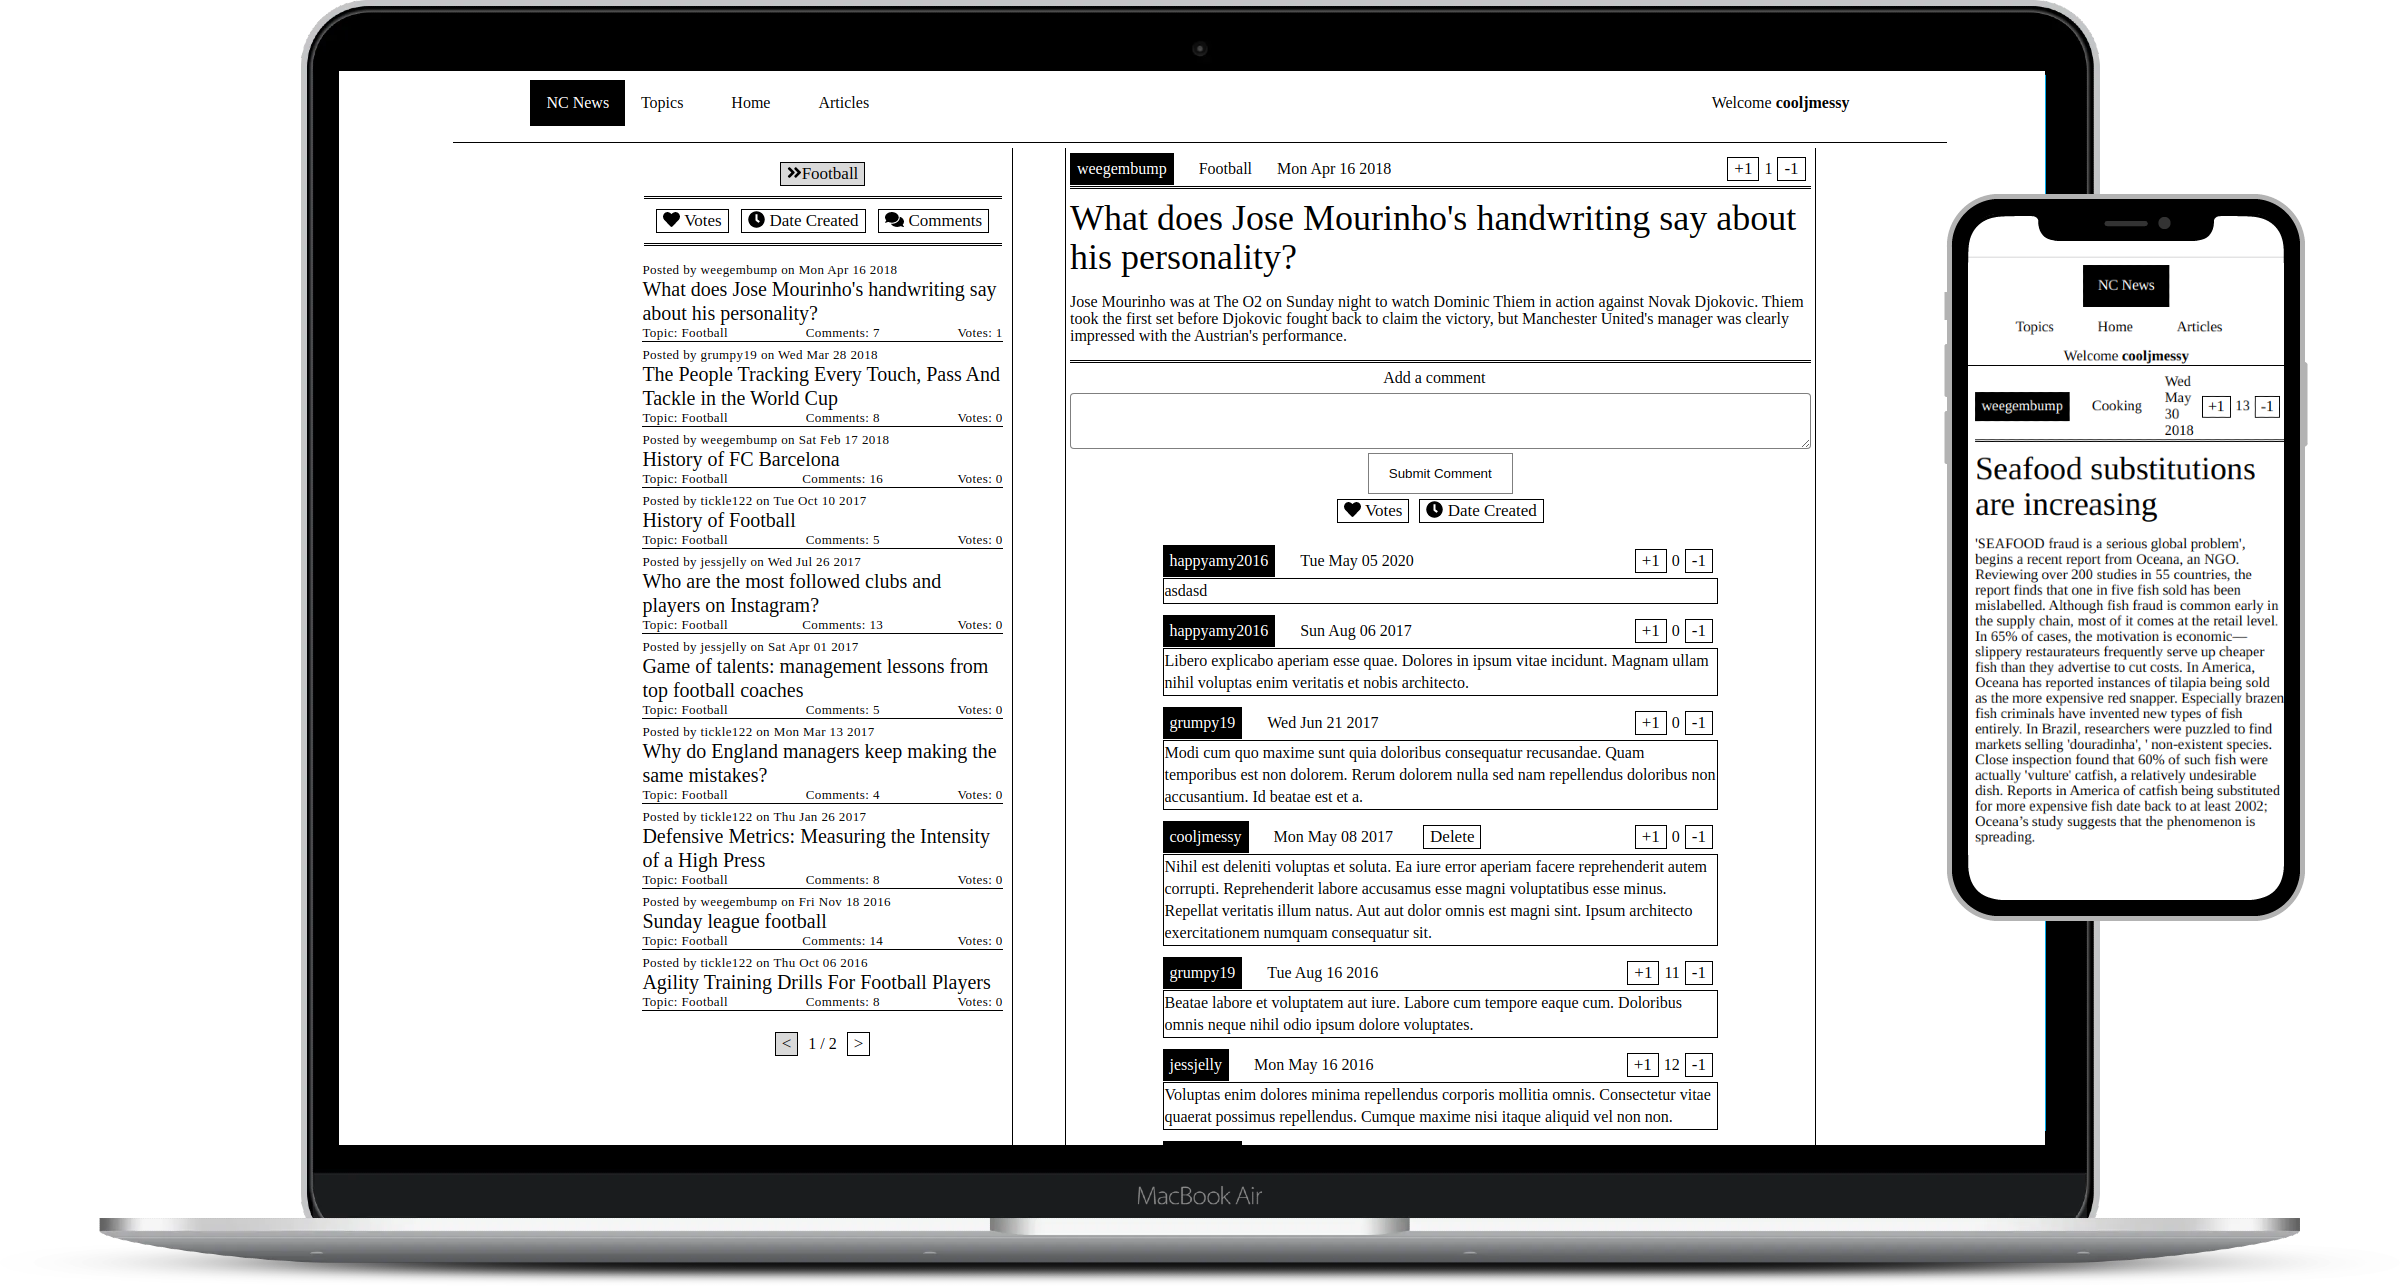 NC News Topics Home Articles Welcome cooljmessy
Football
Votes Date Created Comments
Posted by weegembump on Mon Apr 16 2018
What does Jose Mourinho's handwriting say
about his personality?
Topic: Football Comments: 7 Votes: 1
Posted by grumpy19 on Wed Mar 28 2018
The People Tracking Every Touch, Pass And
Tackle in the World Cup
Topic: Football Comments: 8 Votes: 0
Posted by weegembump on Sat Feb 17 2018
History of FC Barcelona
Topic: Football Comments: 16 Votes: 0
Posted by tickle122 on Tue Oct 10 2017
History of Football
Topic: Football Comments: 5 Votes: 0
Posted by jessjelly on Wed Jul 26 2017
Who are the most followed clubs and
players on Instagram?
Topic: Football Comments: 13 Votes: 0
Posted by jessjelly on Sat Apr 01 2017
Game of talents: management lessons from
top football coaches
Topic: Football Comments: 5 Votes: 0
Posted by tickle122 on Mon Mar 13 2017
Why do England managers keep making the
same mistakes?
Topic: Football Comments: 4 Votes: 0
Posted by tickle122 on Thu Jan 26 2017
Defensive Metrics: Measuring the Intensity
of a High Press
Topic: Football Comments: 8 Votes: 0
Posted by weegembump on Fri Nov 18 2016
Sunday league football
Topic: Football Comments: 14 Votes: 0
Posted by tickle122 on Thu Oct 06 2016
Agility Training Drills For Football Players
Topic: Football Comments: 8 Votes: 0
< 1 / 2 >
weegembump Football Mon Apr 16 2018 +1 1 -1
What does Jose Mourinho's handwriting say about
his personality?
Jose Mourinho was at The O2 on Sunday night to watch Dominic Thiem in action against Novak Djokovic. Thiem
took the first set before Djokovic fought back to claim the victory, but Manchester United's manager was clearly
impressed with the Austrian's performance.
Add a comment
Submit Comment
Votes Date Created
happyamy2016 Tue May 05 2020 +1 0 -1
asdasd
happyamy2016 Sun Aug 06 2017 +1 0 -1
Libero explicabo aperiam esse quae. Dolores in ipsum vitae incidunt. Magnam ullam
nihil voluptas enim veritatis et nobis architecto.
grumpy19 Wed Jun 21 2017 +1 0 -1
Modi cum quo maxime sunt quia doloribus consequatur recusandae. Quam
temporibus est non dolorem. Rerum dolorem nulla sed nam repellendus doloribus non
accusantium. Id beatae est et a.
cooljmessy Mon May 08 2017 Delete +1 0 -1
Nihil est deleniti voluptas et soluta. Ea iure error aperiam facere reprehenderit autem
corrupti. Reprehenderit labore accusamus esse magni voluptatibus esse minus.
Repellat veritatis illum natus. Aut aut dolor omnis est magni sint. Ipsum architecto
exercitationem numquam consequatur sit.
grumpy19 Tue Aug 16 2016 +1 11 -1
Beatae labore et voluptatem aut iure. Labore cum tempore eaque cum. Doloribus
omnis neque nihil odio ipsum dolore voluptates.
jessjelly Mon May 16 2016 +1 12 -1
Voluptas enim dolores minima repellendus corporis mollitia omnis. Consectetur vitae
quaerat possimus repellendus. Cumque maxime nisi itaque aliquid vel non non.
MacBook Air
NC News
Topics Home Articles
Welcome cooljmessy
weegembump Cooking Wed May 30 2018 +1 13 -1
Seafood substitutions
are increasing
'SEAFOOD fraud is a serious global problem',
begins a recent report from Oceana, an NGO.
Reviewing over 200 studies in 55 countries, the
report finds that one in five fish sold has been
mislabelled. Although fish fraud is common early in
the supply chain, most of it comes at the retail level.
In 65% of cases, the motivation is economic—
slippery restaurateurs frequently serve up cheaper
fish than they advertise to cut costs. In America,
Oceana has reported instances of tilapia being sold
as the more expensive red snapper. Especially brazen
fish criminals have invented new types of fish
entirely. In Brazil, researchers were puzzled to find
markets selling 'douradinha', ' non-existent species.
Close inspection found that 60% of such fish were
actually 'vulture' catfish, a relatively undesirable
dish. Reports in America of catfish being substituted
for more expensive fish date back to at least 2002;
Oceana’s study suggests that the phenomenon is
spreading.